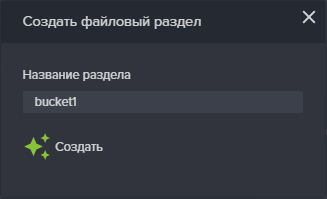 Создать файловый раздел
Название раздела
bucket1
Создать